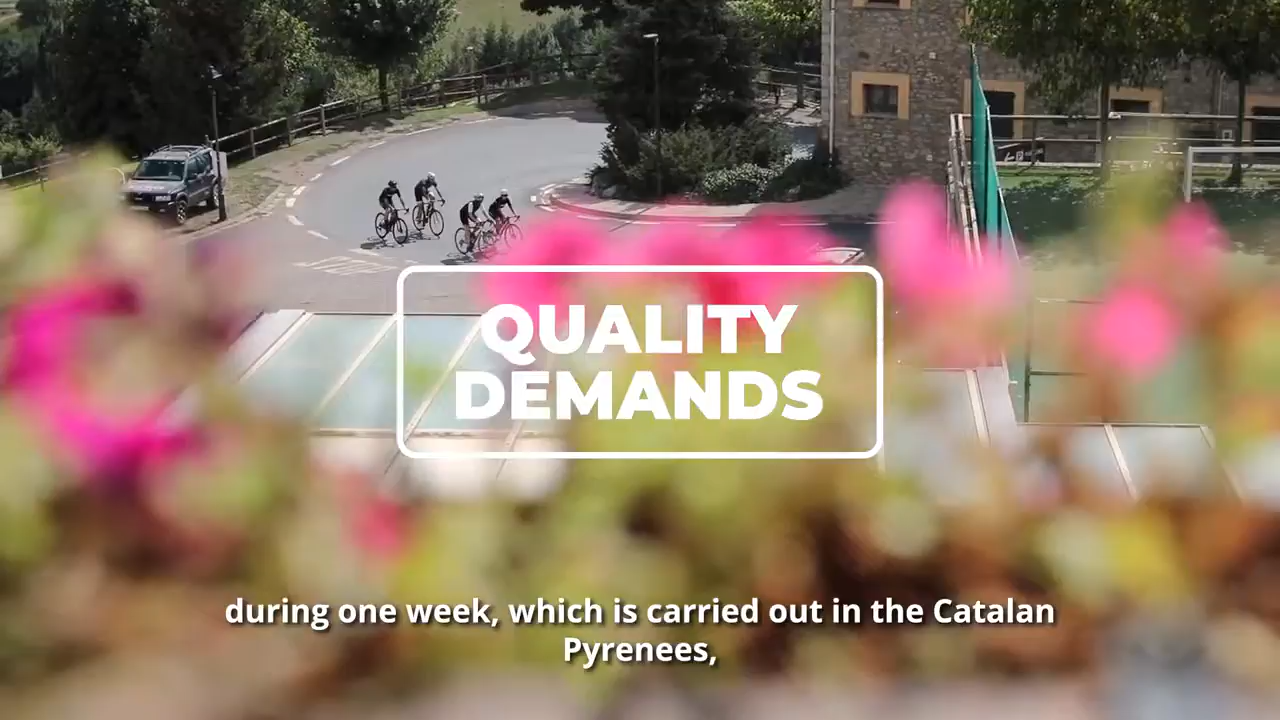 QUALITY
DEMANDS
during one week, which is carried out in the Catalan
Pyrenees,